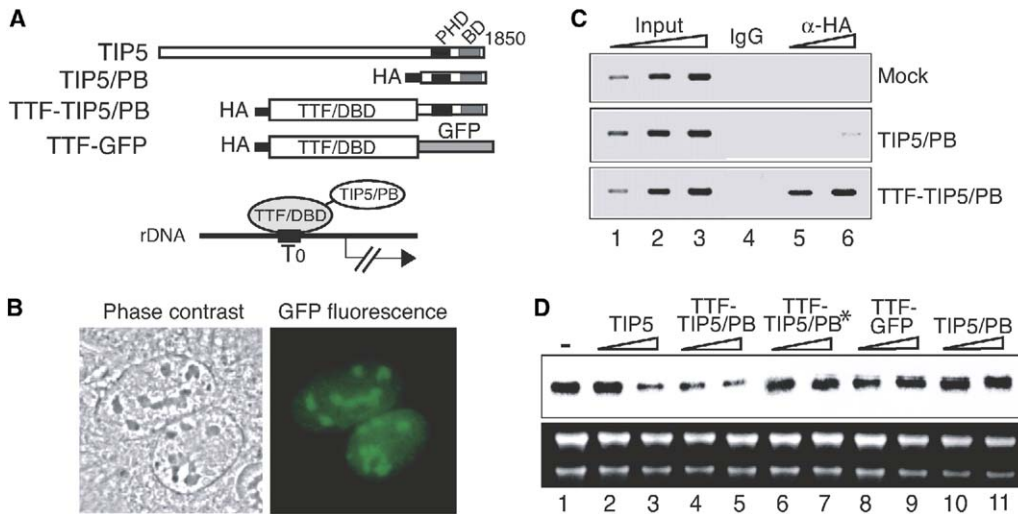 A
PHD
BD
1850
TIP5
HA
TIP5/PB
TTF-TIP5/PB
HA
TTF/DBD
TTF-GFP
HA
TTF/DBD
GFP
TIP5/PB
TTF/DBD
rDNA
T0
B
Phase contrast
GFP fluorescence
C
Input IgG α-HA
Mock
TIP5/PB
TTF-TIP5/PB
1 2 3 4 5 6
D
- TIP5 TTF-TIP5/PB TTF-TIP5/PB* TTF-GFP TIP5/PB
1 2 3 4 5 6 7 8 9 10 11